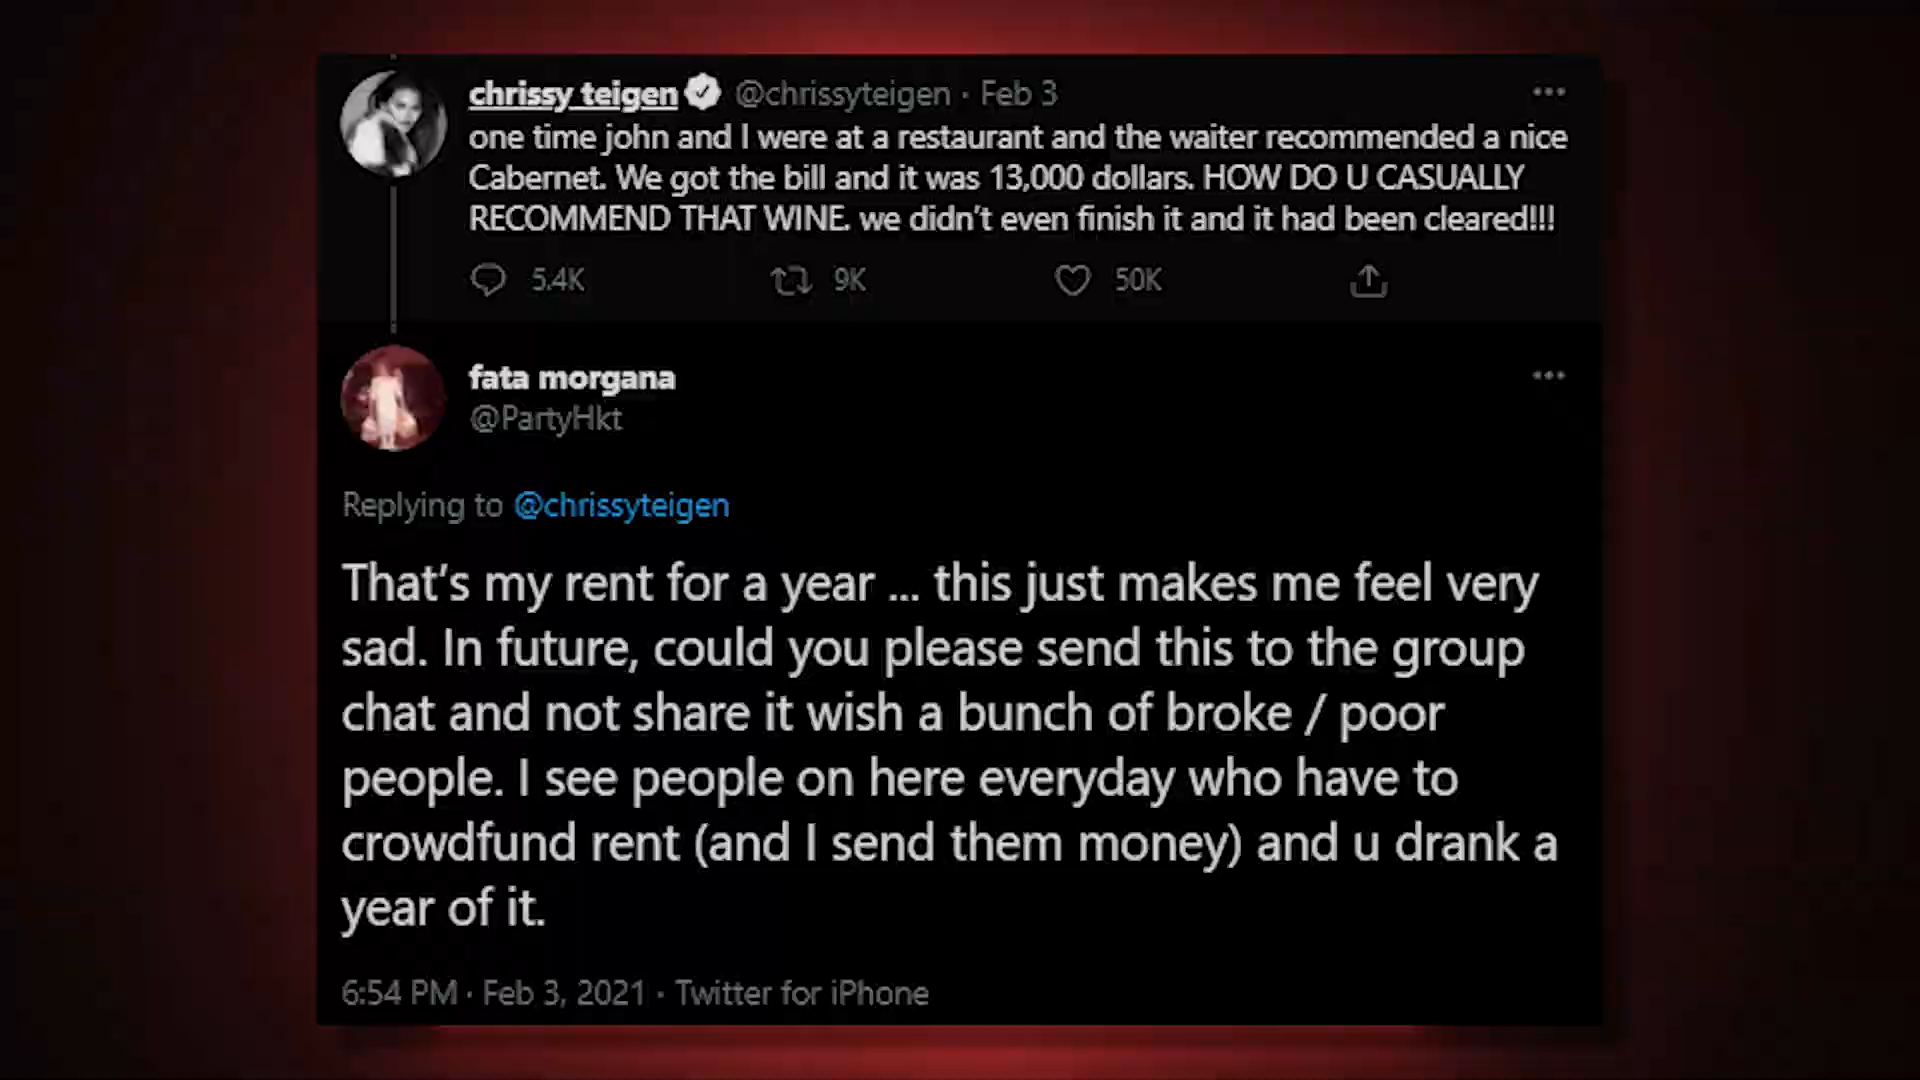 chrissy teigen @chrissyteigen · Feb 3
one time john and I were at a restaurant and the waiter recommended a nice
Cabernet. We got the bill and it was 13,000 dollars. HOW DO U CASUALLY
RECOMMEND THAT WINE. we didn't even finish it and it had been cleared!!!
5.4K 9K 50K
fata morgana
@PartyHkt
Replying to @chrissyteigen
That's my rent for a year ... this just makes me feel very
sad. In future, could you please send this to the group
chat and not share it wish a bunch of broke / poor
people. I see people on here everyday who have to
crowdfund rent (and I send them money) and u drank a
year of it.
6:54 PM · Feb 3, 2021 · Twitter for iPhone